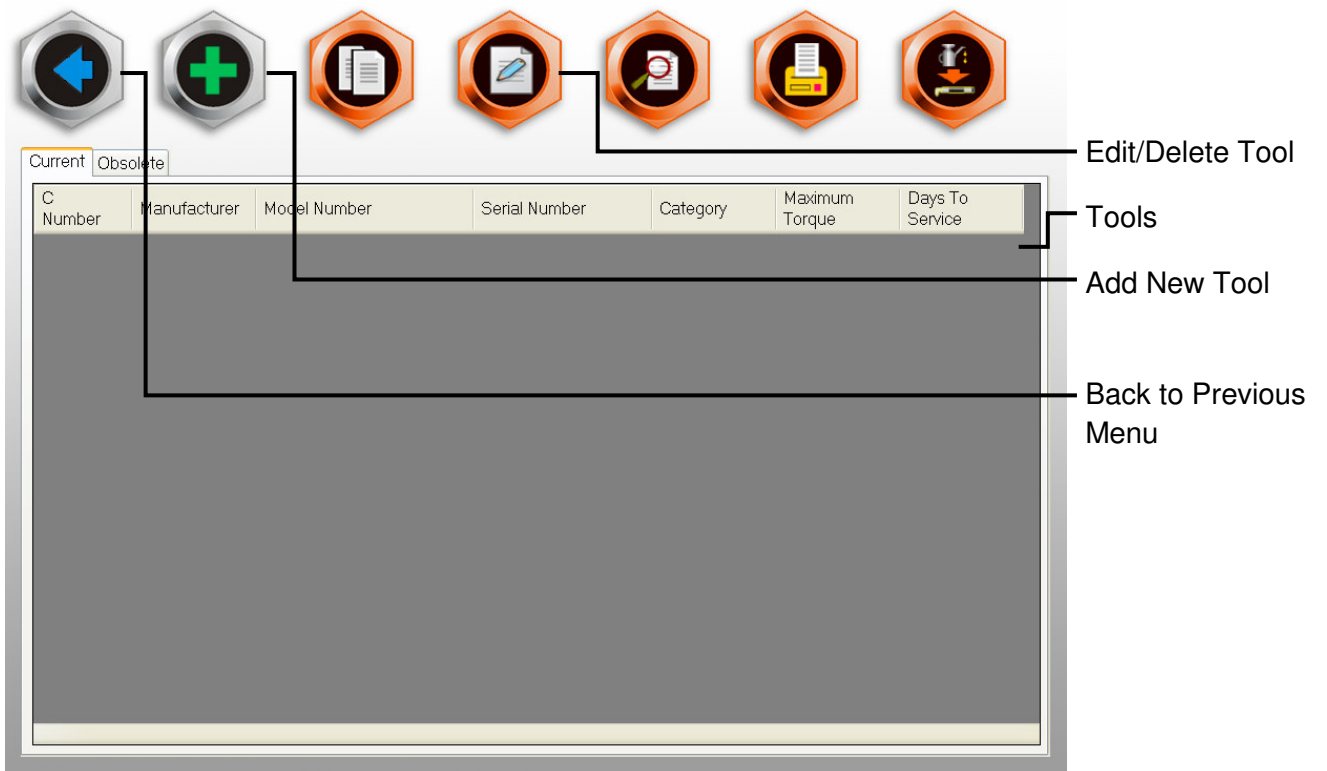 Edit/Delete Tool
Current Obsolete
C
Number
Manufacturer
Model Number
Serial Number
Category
Maximum
Torque
Days To
Service
Tools
Add New Tool
Back to Previous
Menu